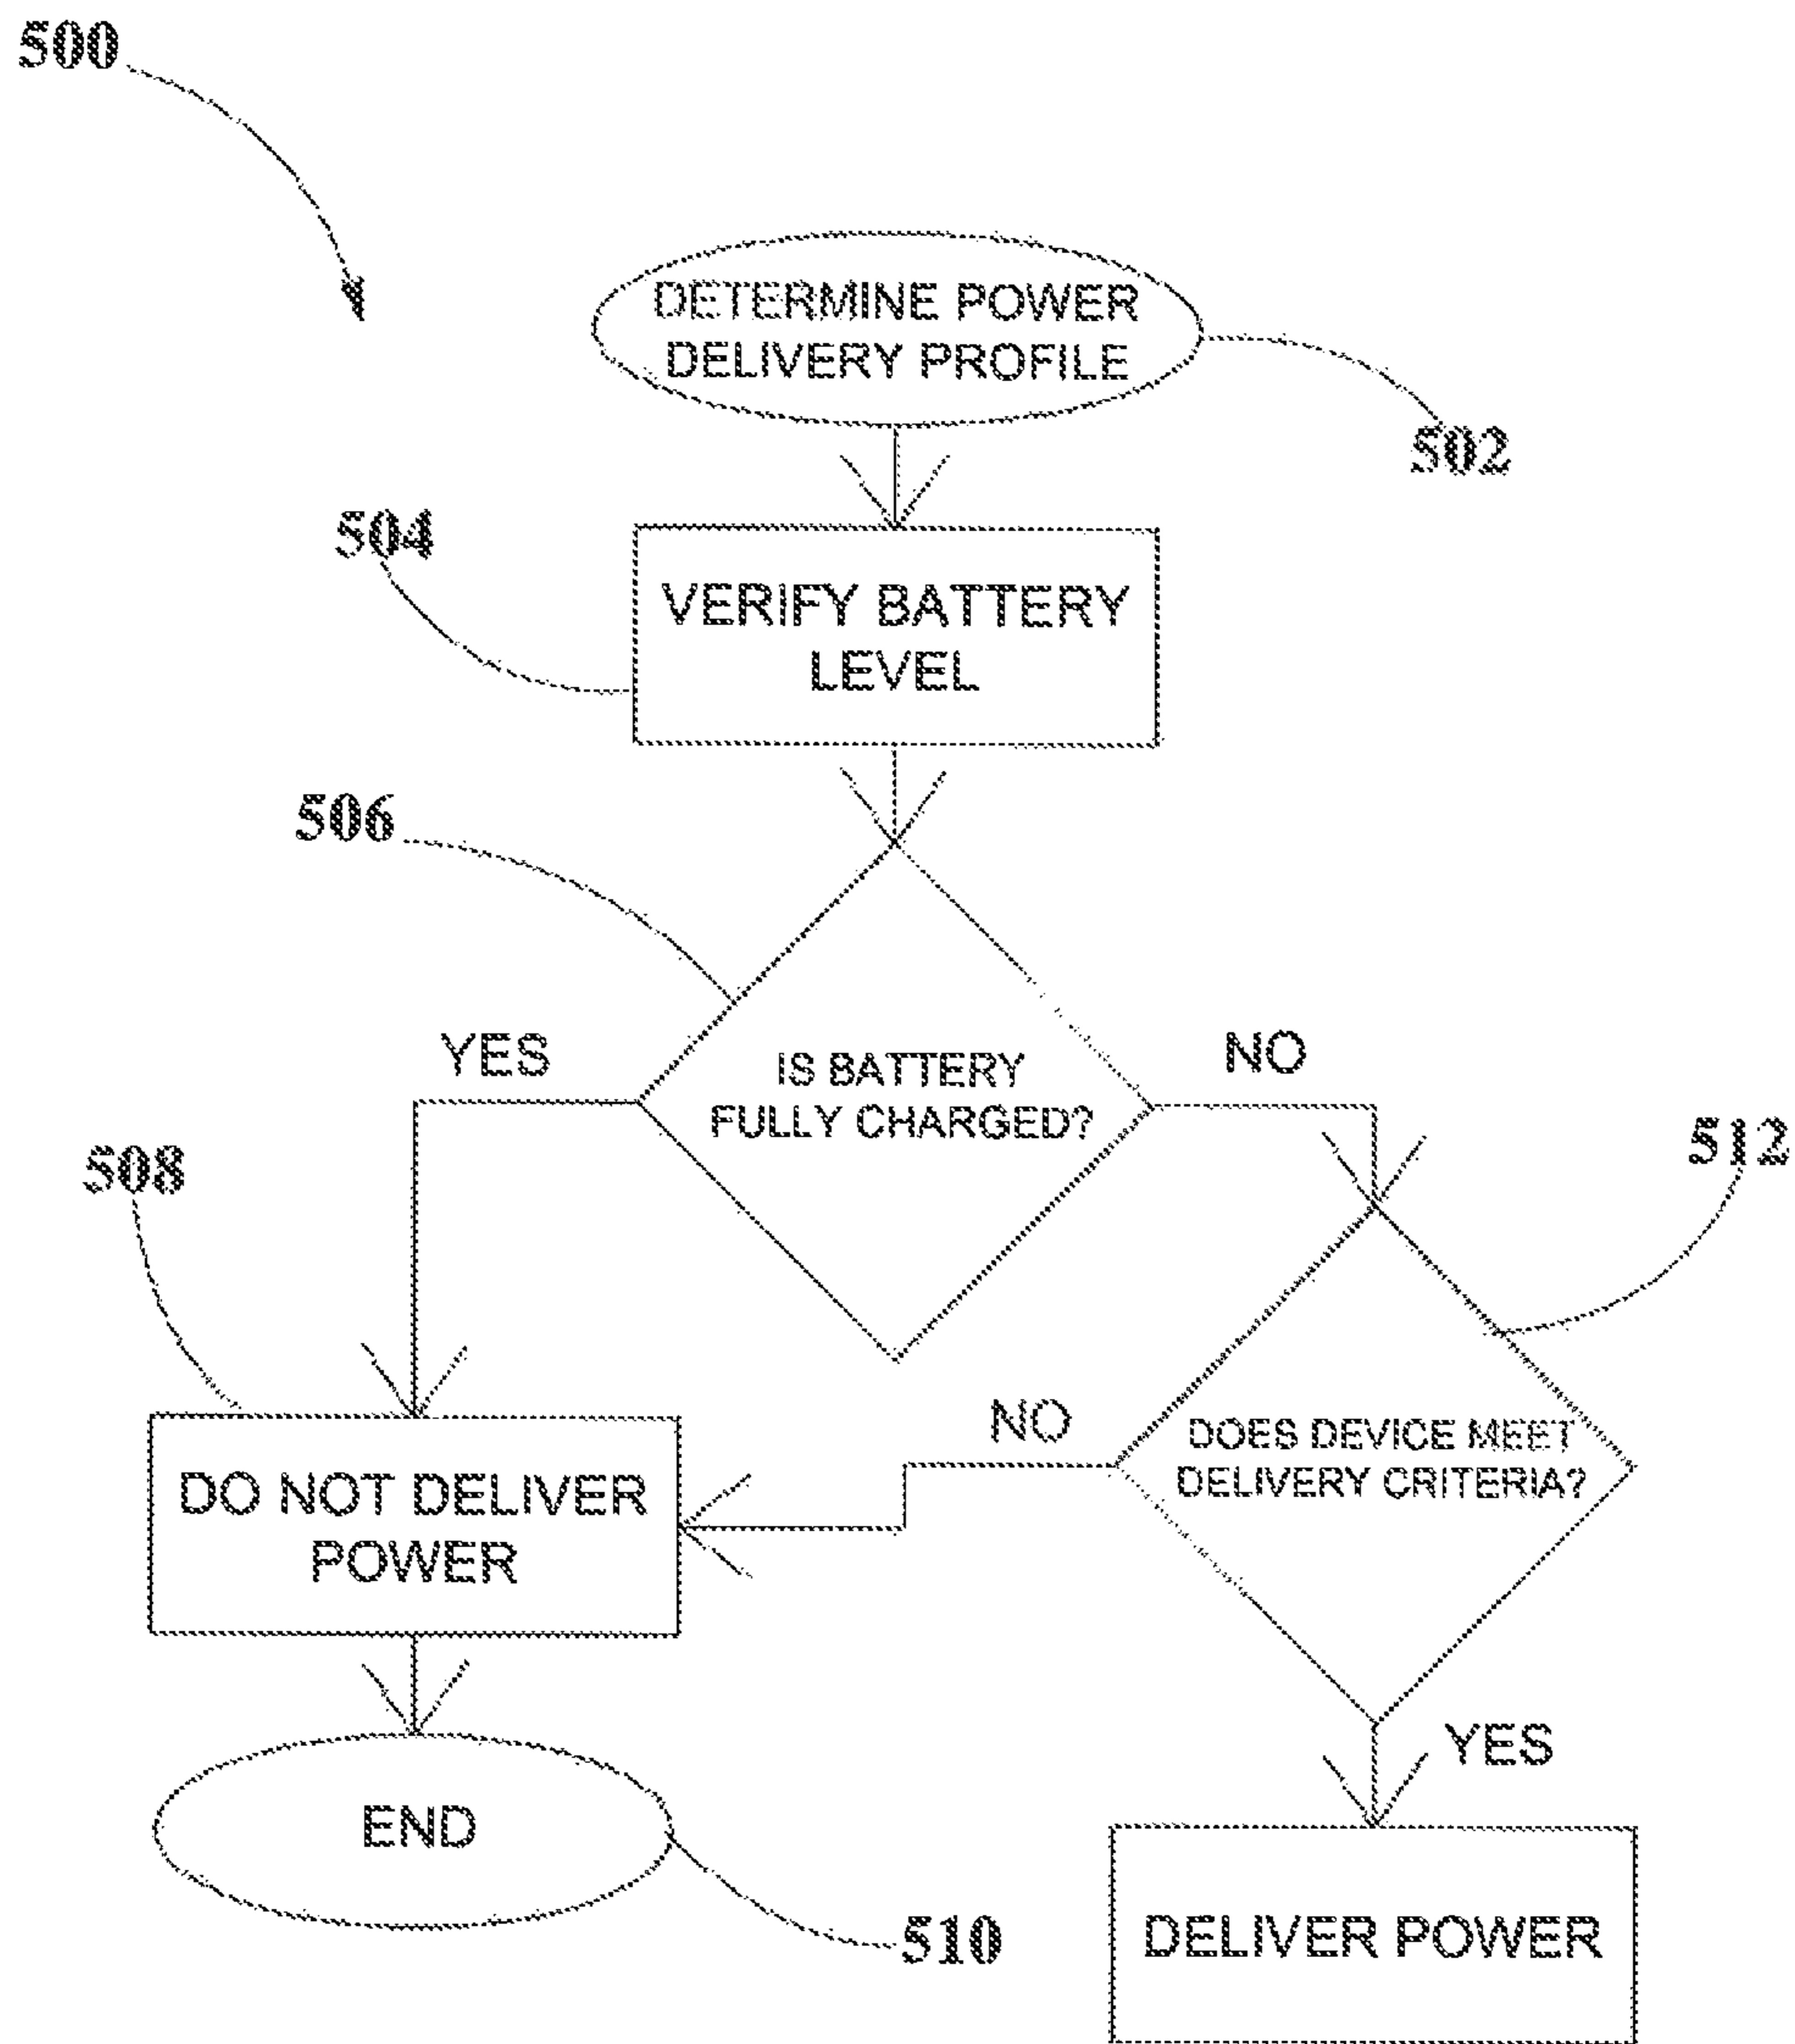 500
DETERMINE POWER
DELIVERY PROFILE
502
504
VERIFY BATTERY
LEVEL
506
YES
IS BATTERY
FULLY CHARGED?
NO
512
508
NO
DOES DEVICE MEET
DELIVERY CRITERIA?
DO NOT DELIVER
POWER
YES
END
510
DELIVER POWER